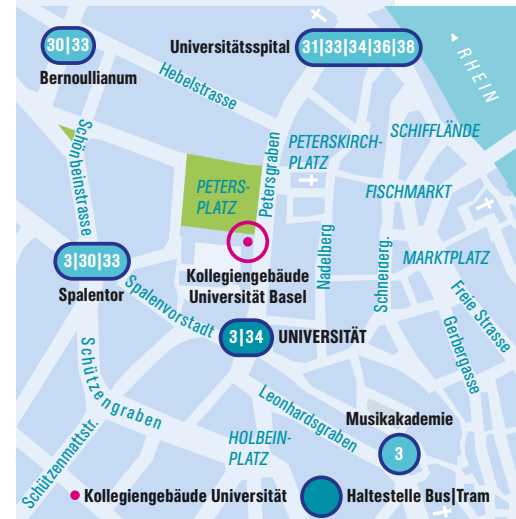 30|33
Bernoullianum
Universitätsspital
31|33|34|36|38
RHEIN
Hebelstrasse
Schönbeinstrasse
PETERS-
PLATZ
Petersgraben
PETERSKIRCH-
PLATZ
SCHIFFLÄNDE
FISCHMARKT
MARKTPLATZ
Nadelberg
Schneiderg.
Freie Strasse
Gerbergasse
Kollegiengebäude
Universität Basel
3|30|33
Spalentor
Spalenvorstadt
3|34
UNIVERSITÄT
Schützengraben
Schützenmattstr.
Leonhardsgraben
HOLBEIN-
PLATZ
Musikakademie
3
Kollegiengebäude Universität
Haltestelle Bus|Tram